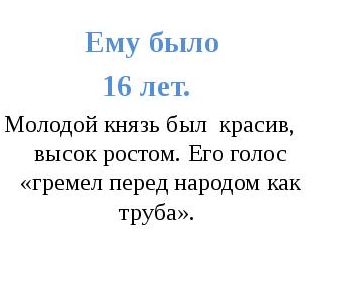 Ему было
16 лет.
Молодой князь был  красив,
высок ростом. Его голос
«гремел перед народом как
труба».